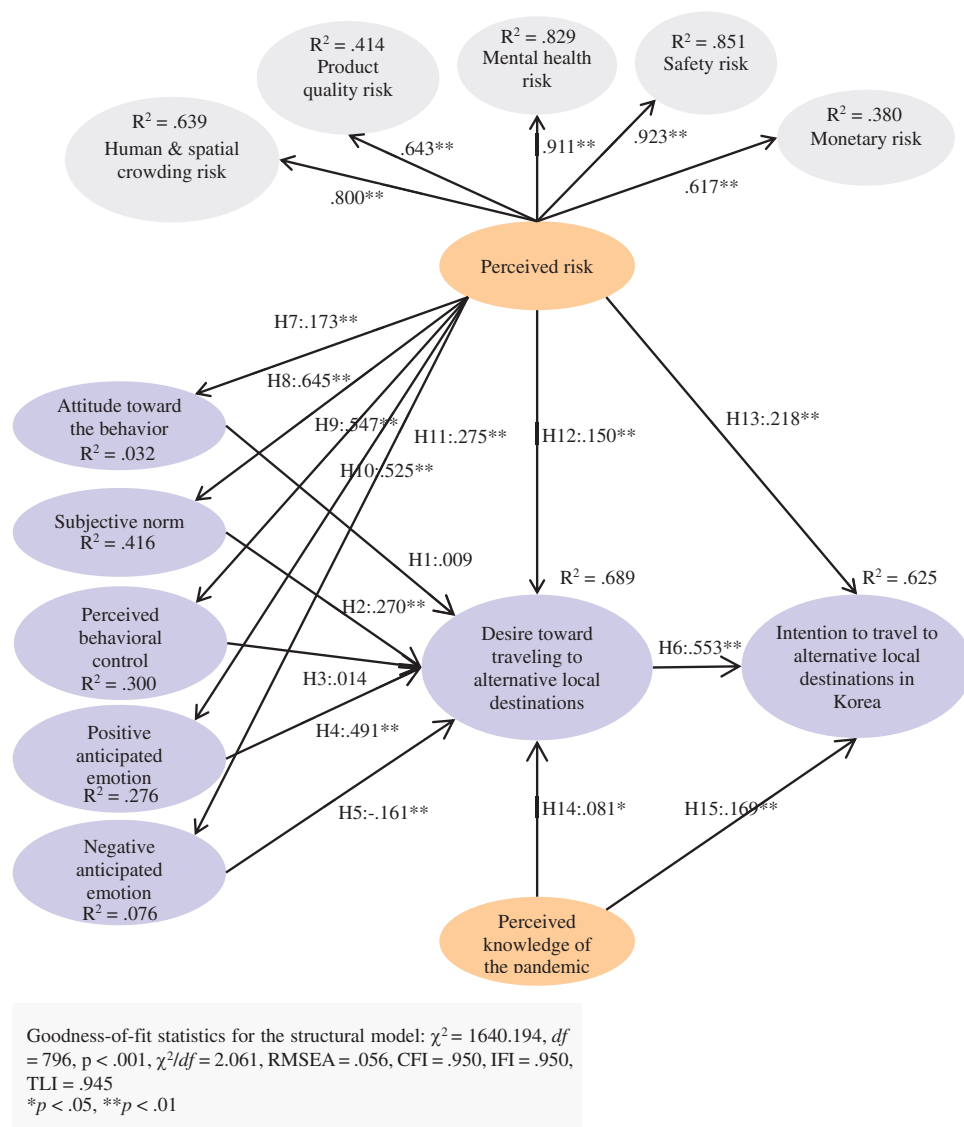 R² = .414
Product
quality risk
R² = .829
Mental health
risk
R² = .851
Safety risk
R² = .639
Human & spatial
crowding risk
R² = .380
Monetary risk
.800**
.643**
.911**
.923**
.617**
Perceived risk
H7:.173**
H8:.645**
H9:.547**
H10:.525**
H11:.275**
H12:.150**
H13:.218**
Attitude toward
the behavior
R² = .032
Subjective norm
R² = .416
Perceived
behavioral
control
R² = .300
Positive
anticipated
emotion
R² = .276
Negative
anticipated
emotion
R² = .076
H1:.009
H2:.270**
H3:.014
H4:.491**
H5:-.161**
R² = .689
Desire toward
traveling to
alternative local
destinations
H6:.553**
R² = .625
Intention to travel to
alternative local
destinations in
Korea
H14:.081*
H15:.169**
Perceived
knowledge of
the pandemic
Goodness-of-fit statistics for the structural model: χ² = 1640.194, df
= 796, p < .001, χ²/df = 2.061, RMSEA = .056, CFI = .950, IFI = .950,
TLI = .945
*p < .05, **p < .01